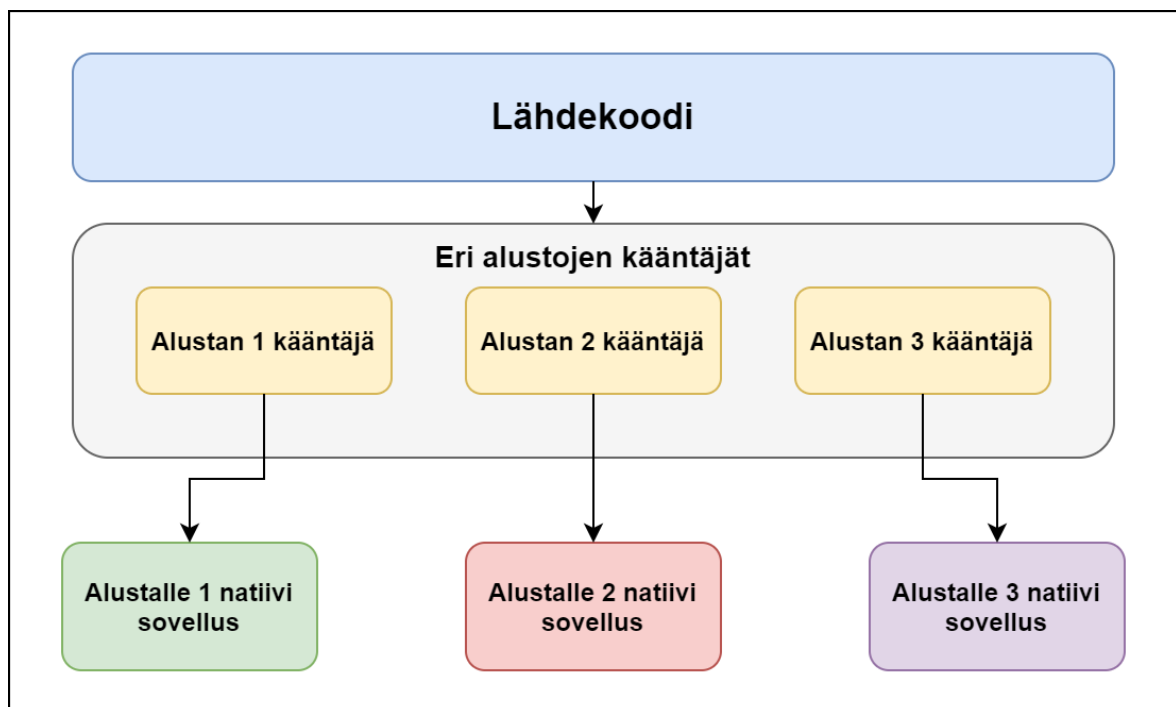 Lähdekoodi
Eri alustojen kääntäjät
Alustan 1 kääntäjä
Alustan 2 kääntäjä
Alustan 3 kääntäjä
Alustalle 1 natiivi
sovellus
Alustalle 2 natiivi
sovellus
Alustalle 3 natiivi
sovellus